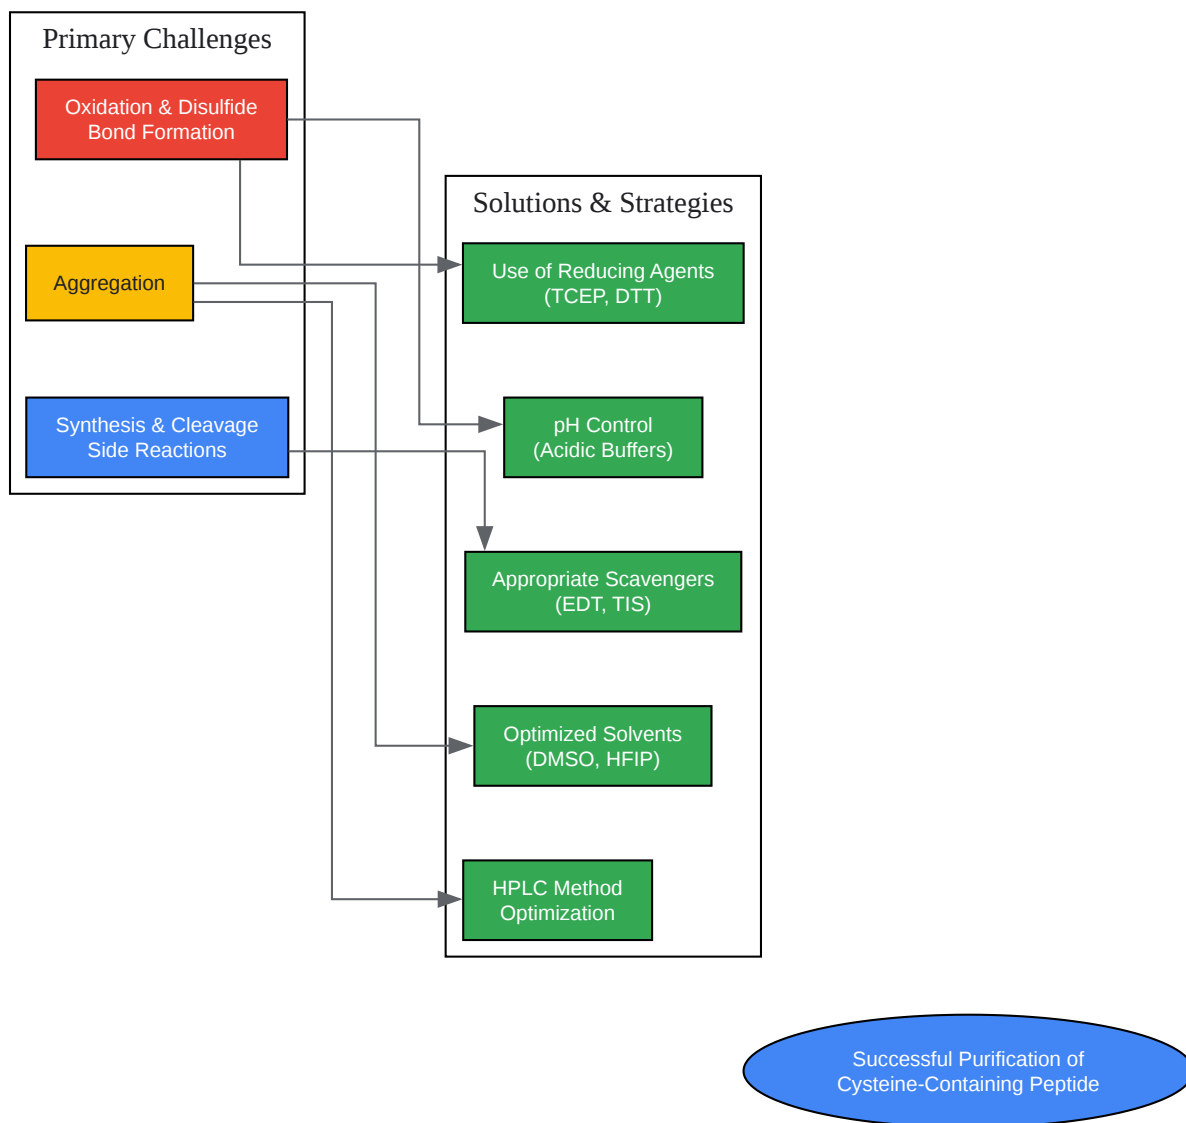 Primary Challenges
Oxidation & Disulfide
Bond Formation
Aggregation
Synthesis & Cleavage
Side Reactions
Solutions & Strategies
Use of Reducing Agents
(TCEP, DTT)
pH Control
(Acidic Buffers)
Appropriate Scavengers
(EDT, TIS)
Optimized Solvents
(DMSO, HFIP)
HPLC Method
Optimization
Successful Purification of
Cysteine-Containing Peptide